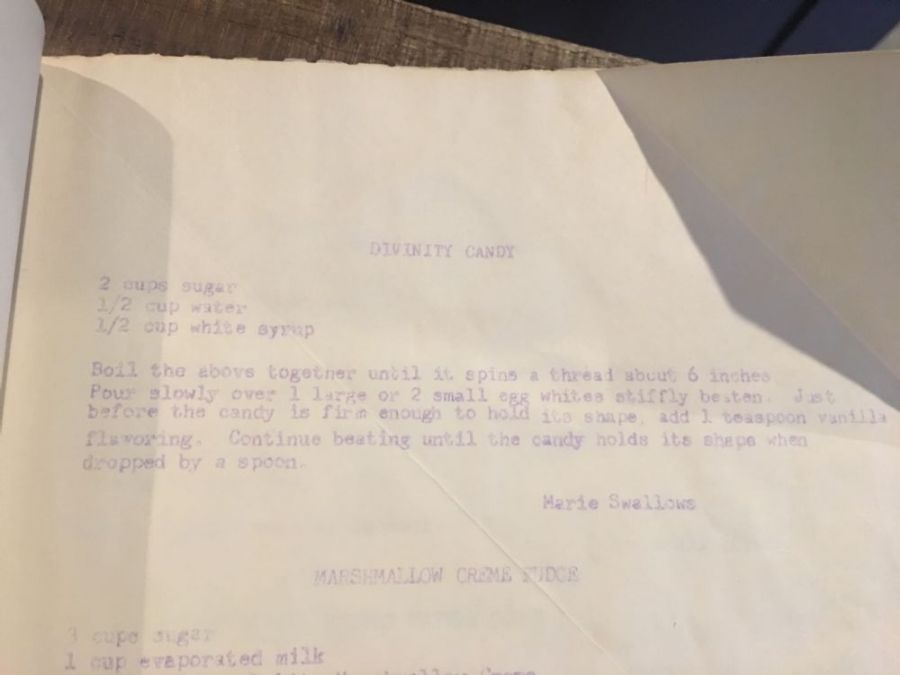 DIVINITY CANDY
2 cups sugar
1/2 cup water
1/2 cup white syrup
Boil the above together until it spins a thread about 6 inches
Pour slowly over 1 large or 2 small egg whites stiffly beaten. Just
before the candy is firm enough to hold its shape, add 1 teaspoon vanilla
flavoring. Continue beating until the candy holds its shape when
dropped by a spoon.
Marie Swallows
MARSHMALLOW CREME FUDGE
3 cups sugar
1 cup evaporated milk
Creme